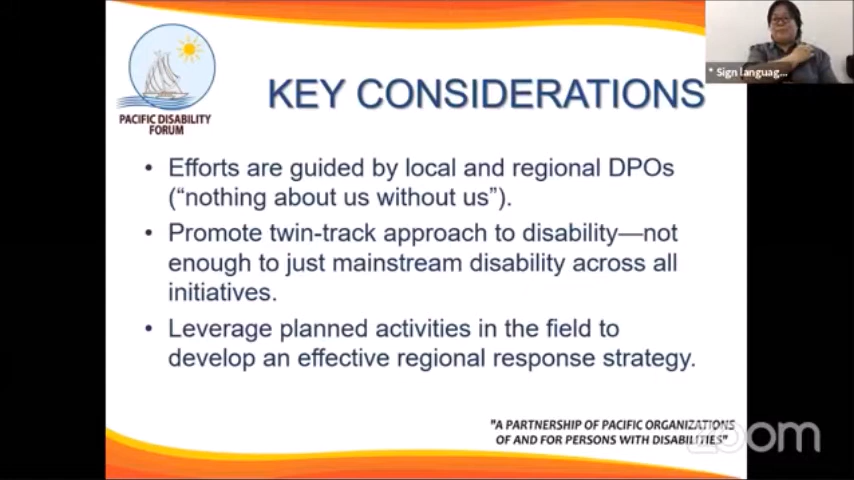 * Sign languag...
PACIFIC DISABILITY
FORUM
KEY CONSIDERATIONS
• Efforts are guided by local and regional DPOs
(“nothing about us without us”).
• Promote twin-track approach to disability—not
enough to just mainstream disability across all
initiatives.
• Leverage planned activities in the field to
develop an effective regional response strategy.
"A PARTNERSHIP OF PACIFIC ORGANIZATIONS
OF AND FOR PERSONS WITH DISABILITIES"
zoom